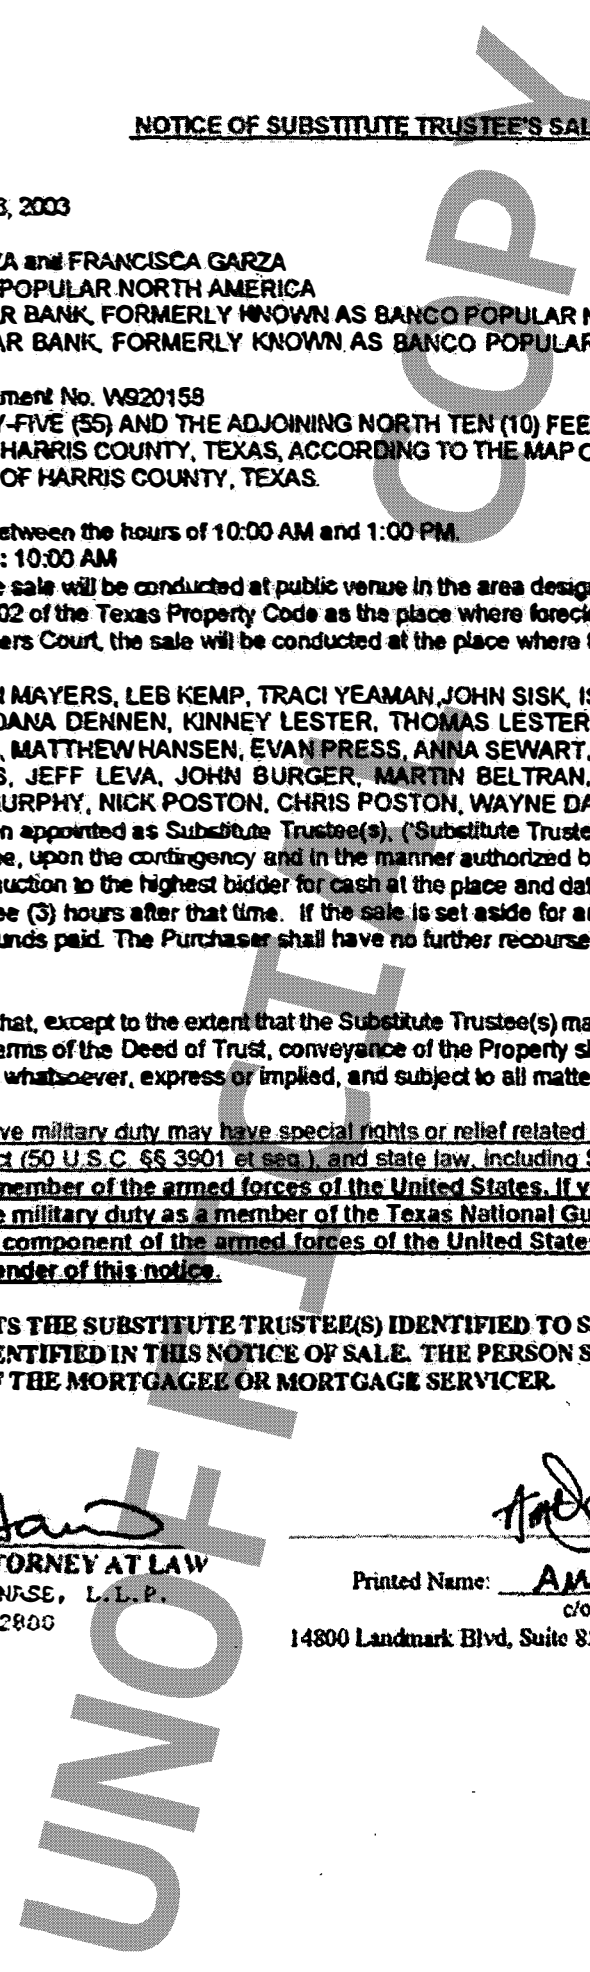 NOTICE OF SUBSTITUTE TRUSTEE'S SAL
3, 2003
ZA and FRANCISCA GARZA
POPULAR NORTH AMERICA
R BANK, FORMERLY KNOWN AS BANCO POPULAR N
AR BANK, FORMERLY KNOWN AS BANCO POPULAR
ment No. W920158
Y-FIVE (55) AND THE ADJOINING NORTH TEN (10) FEE
HARRIS COUNTY, TEXAS, ACCORDING TO THE MAP O
OF HARRIS COUNTY, TEXAS.
etween the hours of 10:00 AM and 1:00 PM.
: 10:00 AM
e sale will be conducted at public venue in the area desig
02 of the Texas Property Code as the place where forecl
ers Court, the sale will be conducted at the place where t
N MAYERS, LEB KEMP, TRACI YEAMAN, JOHN SISK, IS
DANA DENNEN, KINNEY LESTER, THOMAS LESTER
, MATTHEW HANSEN, EVAN PRESS, ANNA SEWART,
S, JEFF LEVA, JOHN BURGER, MARTIN BELTRAN,
URPHY, NICK POSTON, CHRIS POSTON, WAYNE DA
n appointed as Substitute Trustee(s), ("Substitute Truste
ee, upon the contingency and in the manner authorized b
uction to the highest bidder for cash at the place and dat
ee (3) hours after that time. If the sale is set aside for a
unds paid. The Purchaser shall have no further recourse
hat, except to the extent that the Substitute Trustee(s) ma
erms of the Deed of Trust, conveyance of the Property s
whatsoever, express or implied, and subject to all matte
ve military duty may have special rights or relief related
ct (50 U.S.C. §§ 3901 et seq.), and state law, including S
member of the armed forces of the United States. If y
e military duty as a member of the Texas National Gu
component of the armed forces of the United State
ender of this notice.
TS THE SUBSTITUTE TRUSTEE(S) IDENTIFIED TO S
ENTIFIED IN THIS NOTICE OF SALE. THE PERSON S
F THE MORTGAGEE OR MORTGAGE SERVICER.
TORNEY AT LAW
L.L.P.
2800
Printed Name: AM
c/o
14800 Landmark Blvd, Suite 8
UNOFFICIAL COPY